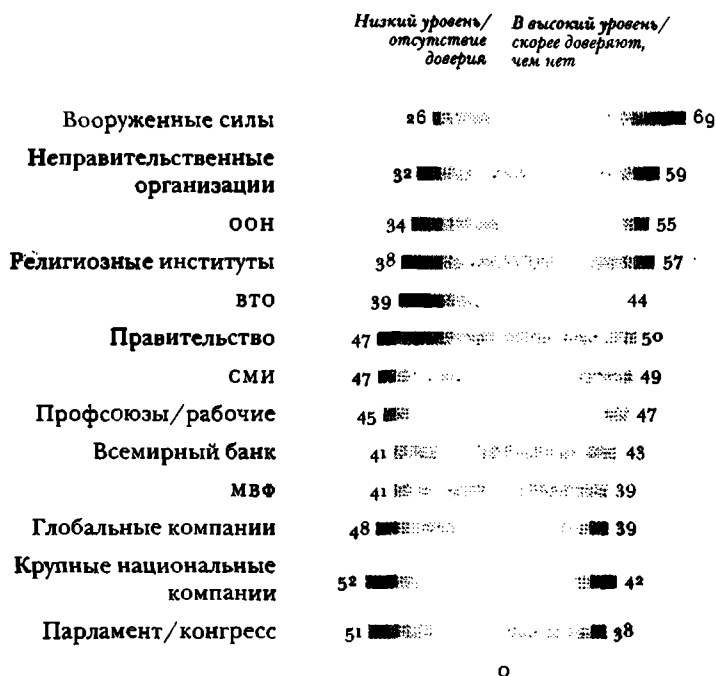 Низкий уровень/ В высокий уровень/
отсутствие скорее доверяют,
доверия чем нет
Вооруженные силы 26 69
Неправительственные
организации 32 59
ООН 34 55
Религиозные институты 38 57
ВТО 39 44
Правительство 47 50
СМИ 47 49
Профсоюзы/рабочие 45 47
Всемирный банк 41 43
МВФ 41 39
Глобальные компании 48 39
Крупные национальные
компании 52 42
Парламент/конгресс 51 38
0